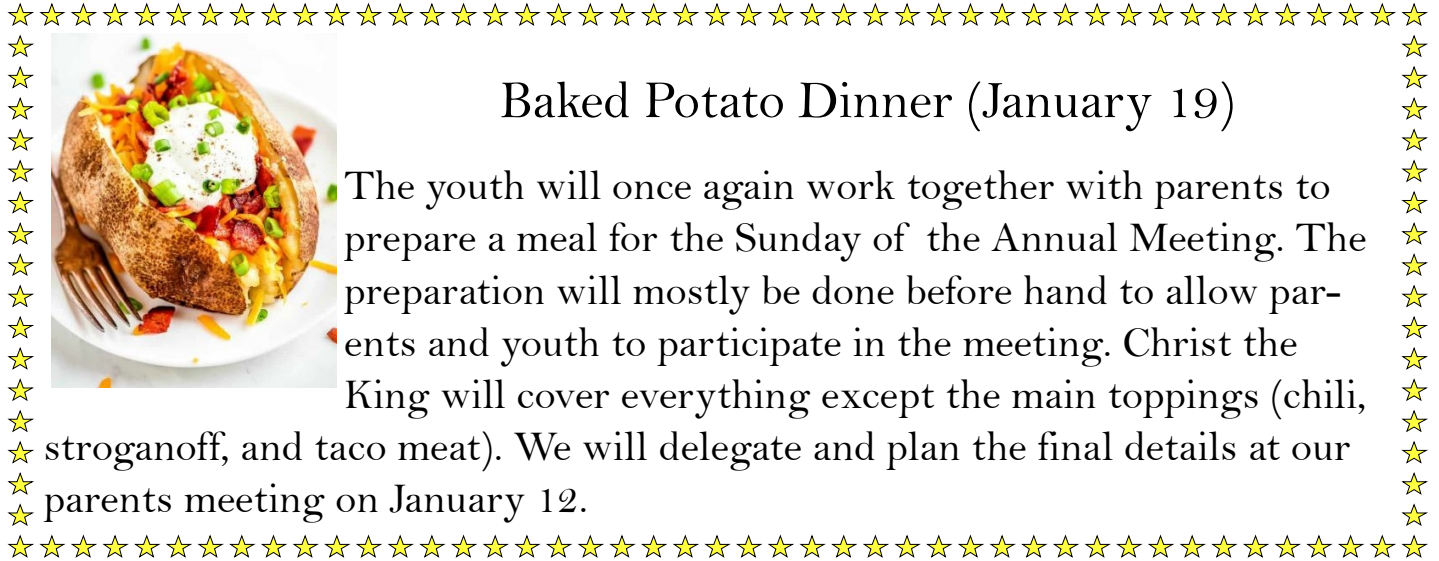 Baked Potato Dinner (January 19)
The youth will once again work together with parents to
prepare a meal for the Sunday of  the Annual Meeting. The
preparation will mostly be done before hand to allow par-
ents and youth to participate in the meeting. Christ the
King will cover everything except the main toppings (chili,
stroganoff, and taco meat). We will delegate and plan the final details at our
parents meeting on January 12.